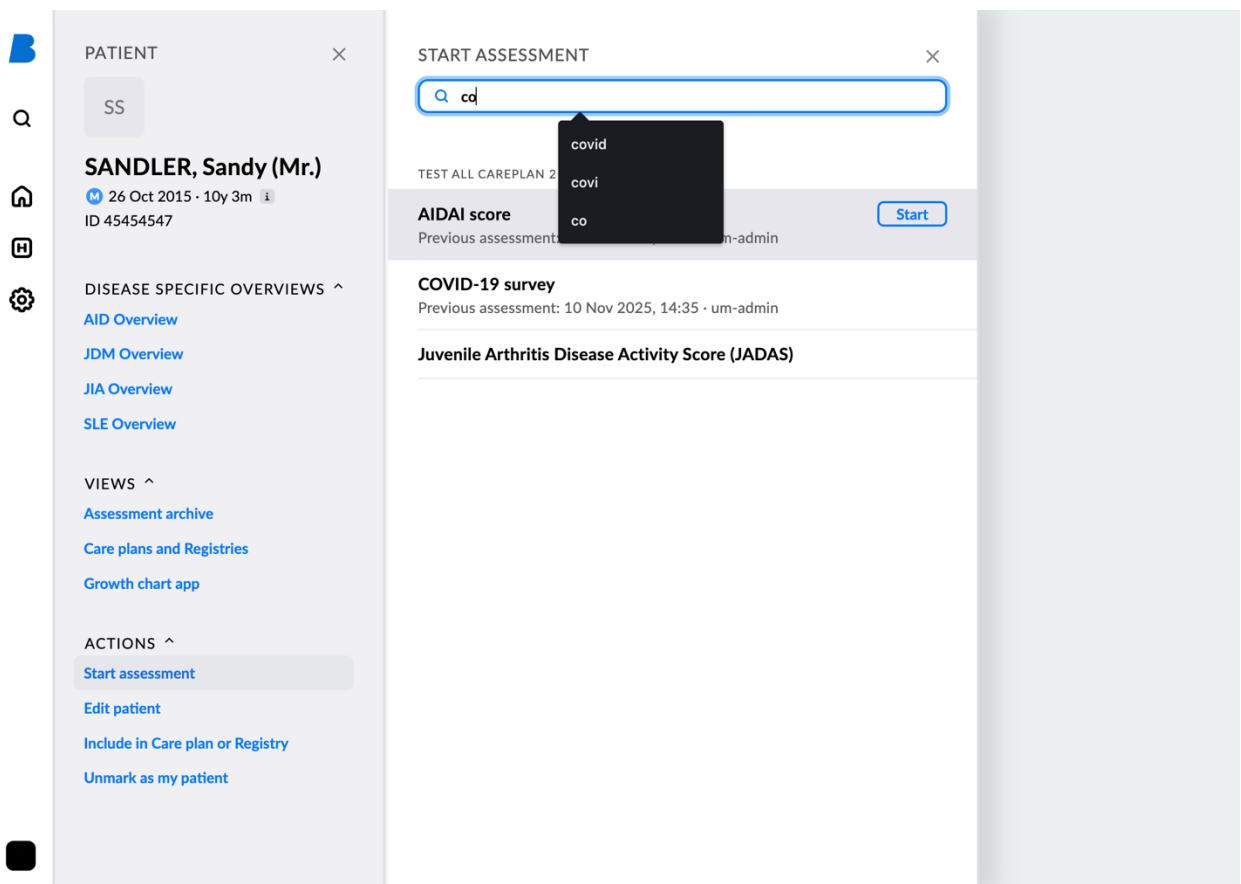 PATIENT
SS
SANDLER, Sandy (Mr.)
M 26 Oct 2015 · 10y 3m i
ID 45454547
DISEASE SPECIFIC OVERVIEWS
AID Overview
JDM Overview
JIA Overview
SLE Overview
VIEWS
Assessment archive
Care plans and Registries
Growth chart app
ACTIONS
Start assessment
Edit patient
Include in Care plan or Registry
Unmark as my patient
START ASSESSMENT
co
covid
covi
co
TEST ALL CAREPLAN 2
AIDAI score
Start
Previous assessment: m-admin
COVID-19 survey
Previous assessment: 10 Nov 2025, 14:35 · um-admin
Juvenile Arthritis Disease Activity Score (JADAS)
B
H